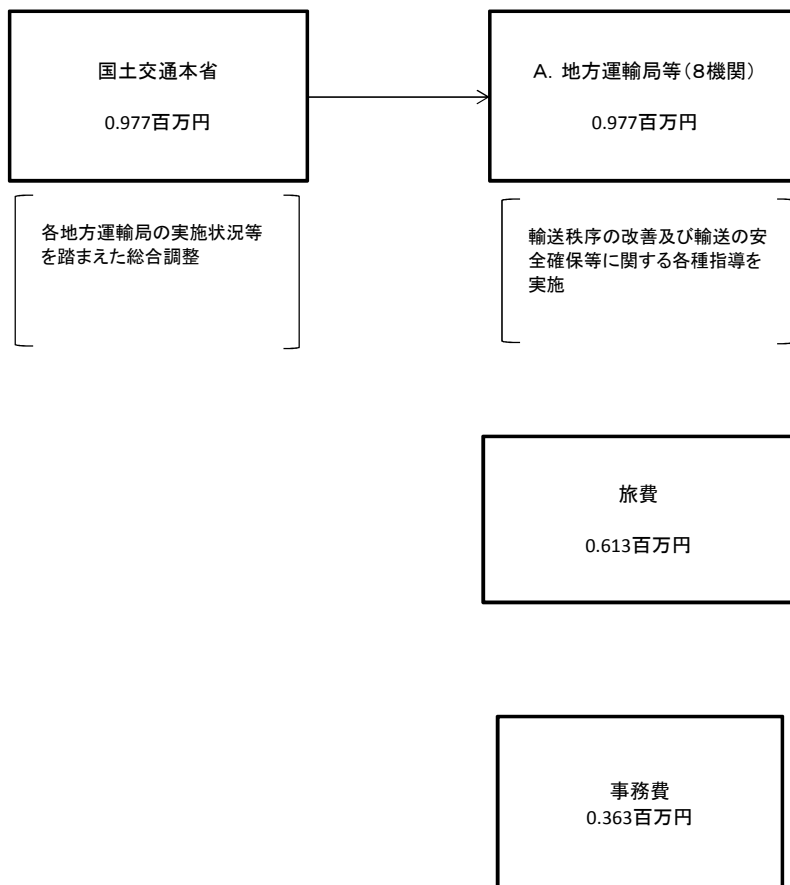 国土交通本省
0.977百万円
A. 地方運輸局等（8機関）
0.977百万円
各地方運輸局の実施状況等
を踏まえた総合調整
輸送秩序の改善及び輸送の安
全確保等に関する各種指導を
実施
旅費
0.613百万円
事務費
0.363百万円